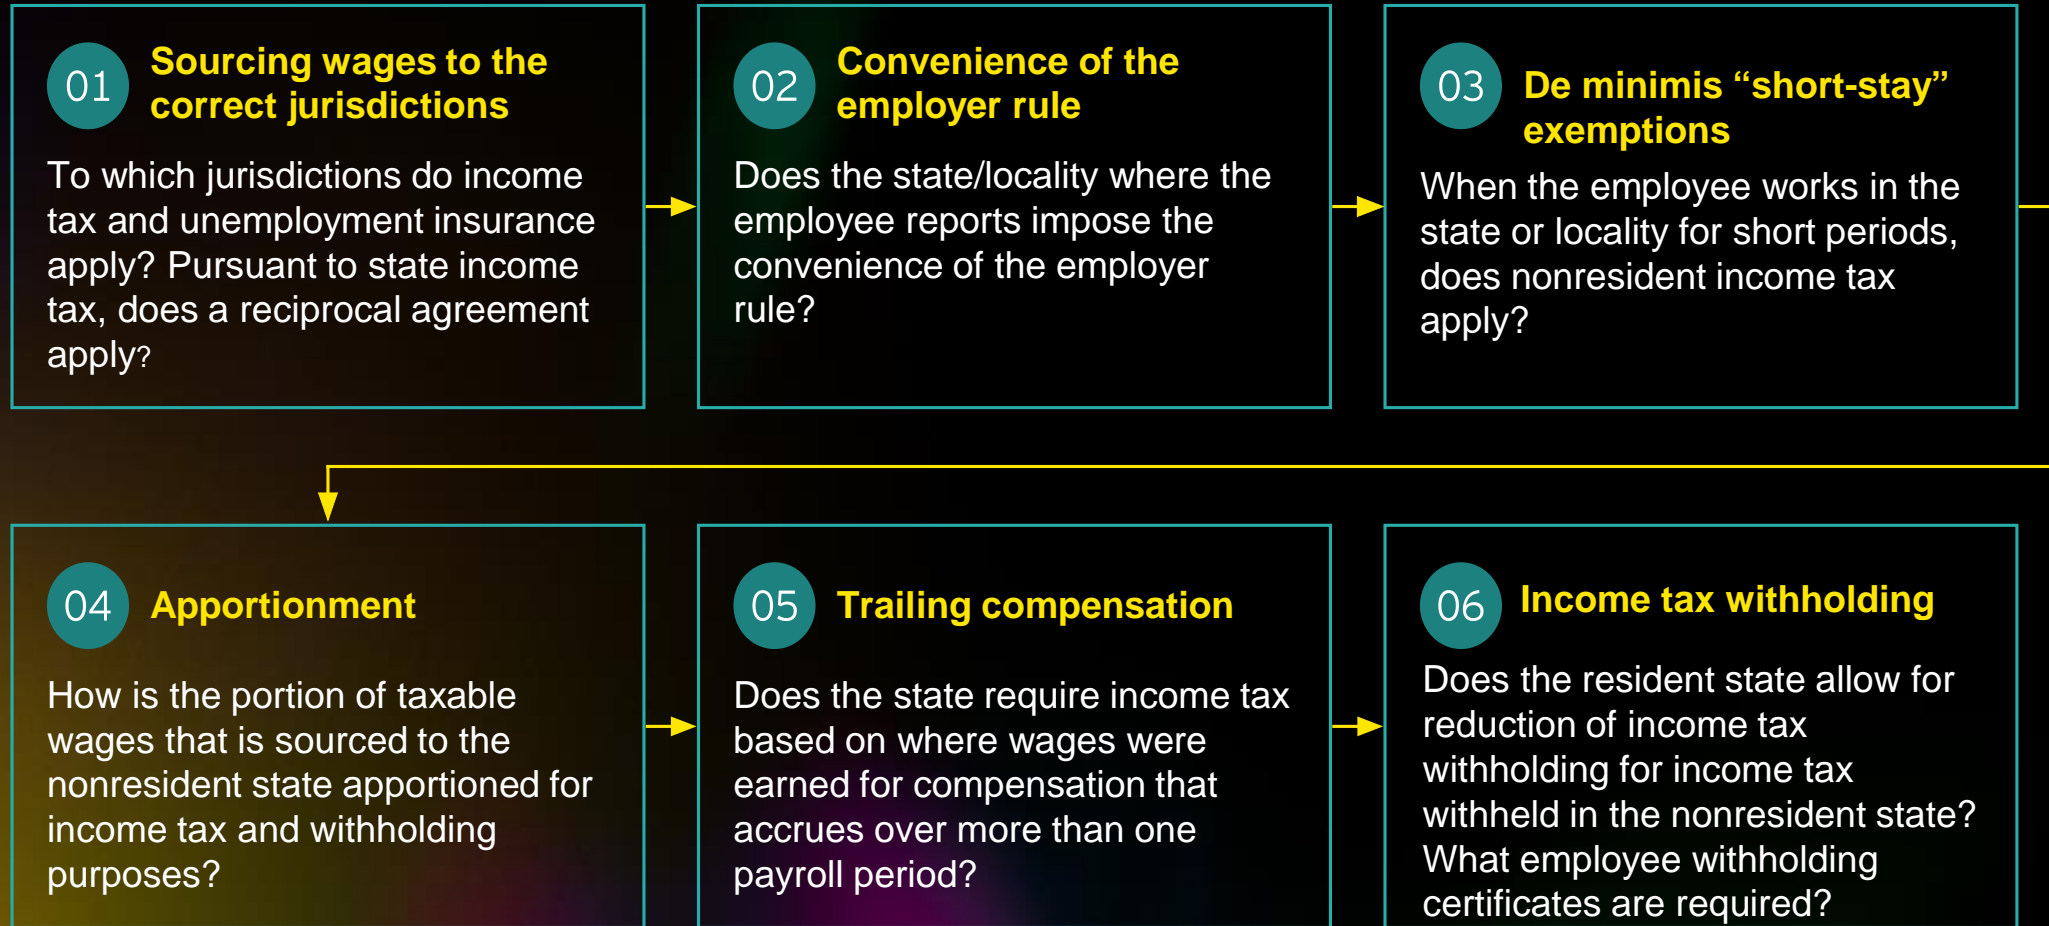 01
Sourcing wages to the
correct jurisdictions
To which jurisdictions do income
tax and unemployment insurance
apply? Pursuant to state income
tax, does a reciprocal agreement
apply?
02
Convenience of the
employer rule
Does the state/locality where the
employee reports impose the
convenience of the employer
rule?
03
De minimis “short-stay”
exemptions
When the employee works in the
state or locality for short periods,
does nonresident income tax
apply?
04
Apportionment
How is the portion of taxable
wages that is sourced to the
nonresident state apportioned for
income tax and withholding
purposes?
05
Trailing compensation
Does the state require income tax
based on where wages were
earned for compensation that
accrues over more than one
payroll period?
06
Income tax withholding
Does the resident state allow for
reduction of income tax
withholding for income tax
withheld in the nonresident state?
What employee withholding
certificates are required?